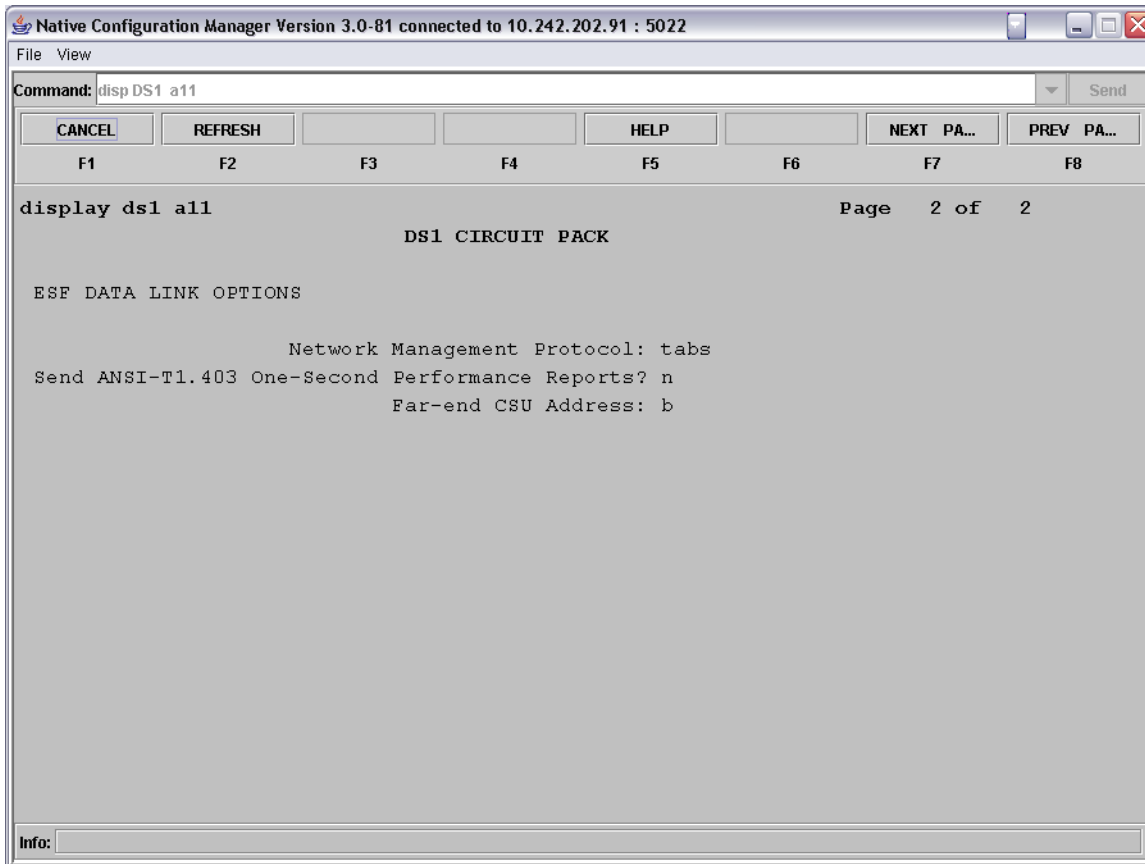 Native Configuration Manager Version 3.0-81 connected to 10.242.202.91 : 5022
File View
Command: disp DS1 a11 Send
CANCEL REFRESH HELP NEXT PA... PREV PA...
F1 F2 F3 F4 F5 F6 F7 F8
display ds1 a11 Page 2 of 2
DS1 CIRCUIT PACK
ESF DATA LINK OPTIONS
Network Management Protocol: tabs
Send ANSI-T1.403 One-Second Performance Reports? n
Far-end CSU Address: b
Info: